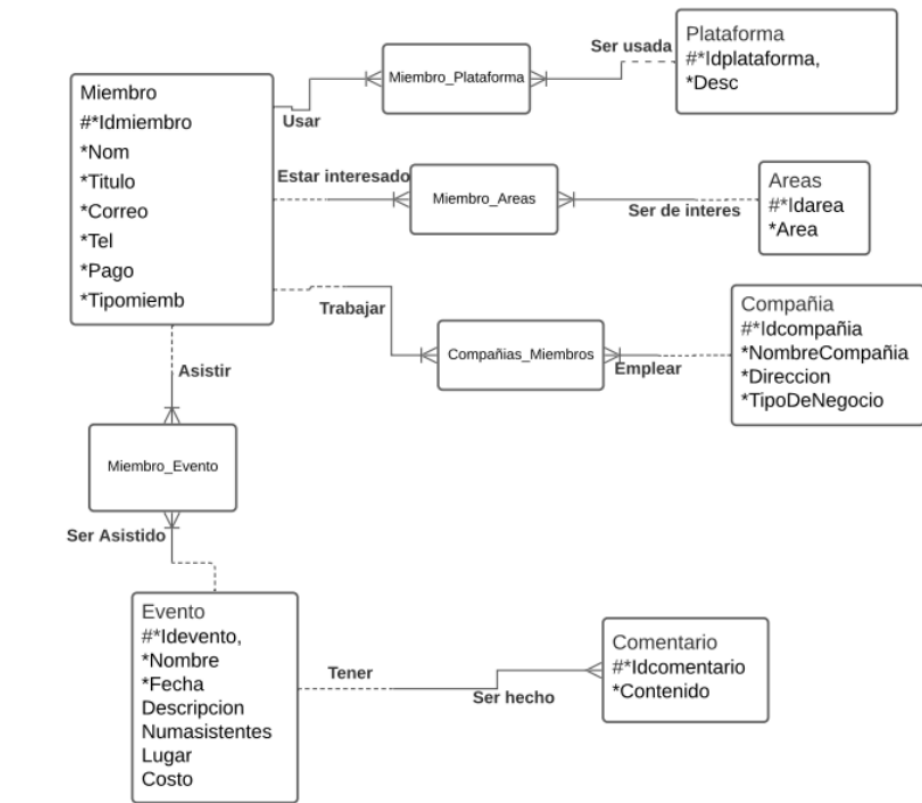 Plataforma
#*Idplataforma,
*Desc
Ser usada
Miembro_Plataforma
Usar
Miembro
#*Idmiembro
*Nom
*Titulo
*Correo
*Tel
*Pago
*Tipomiemb
Estar interesado
Miembro_Areas
Ser de interes
Areas
#*Idarea
*Area
Trabajar
Compañias_Miembros
Emplear
Compañia
#*Idcompañia
*NombreCompañia
*Direccion
*TipoDeNegocio
Asistir
Miembro_Evento
Ser Asistido
Evento
#*Idevento,
*Nombre
*Fecha
Descripcion
Numasistentes
Lugar
Costo
Tener
Ser hecho
Comentario
#*Idcomentario
*Contenido